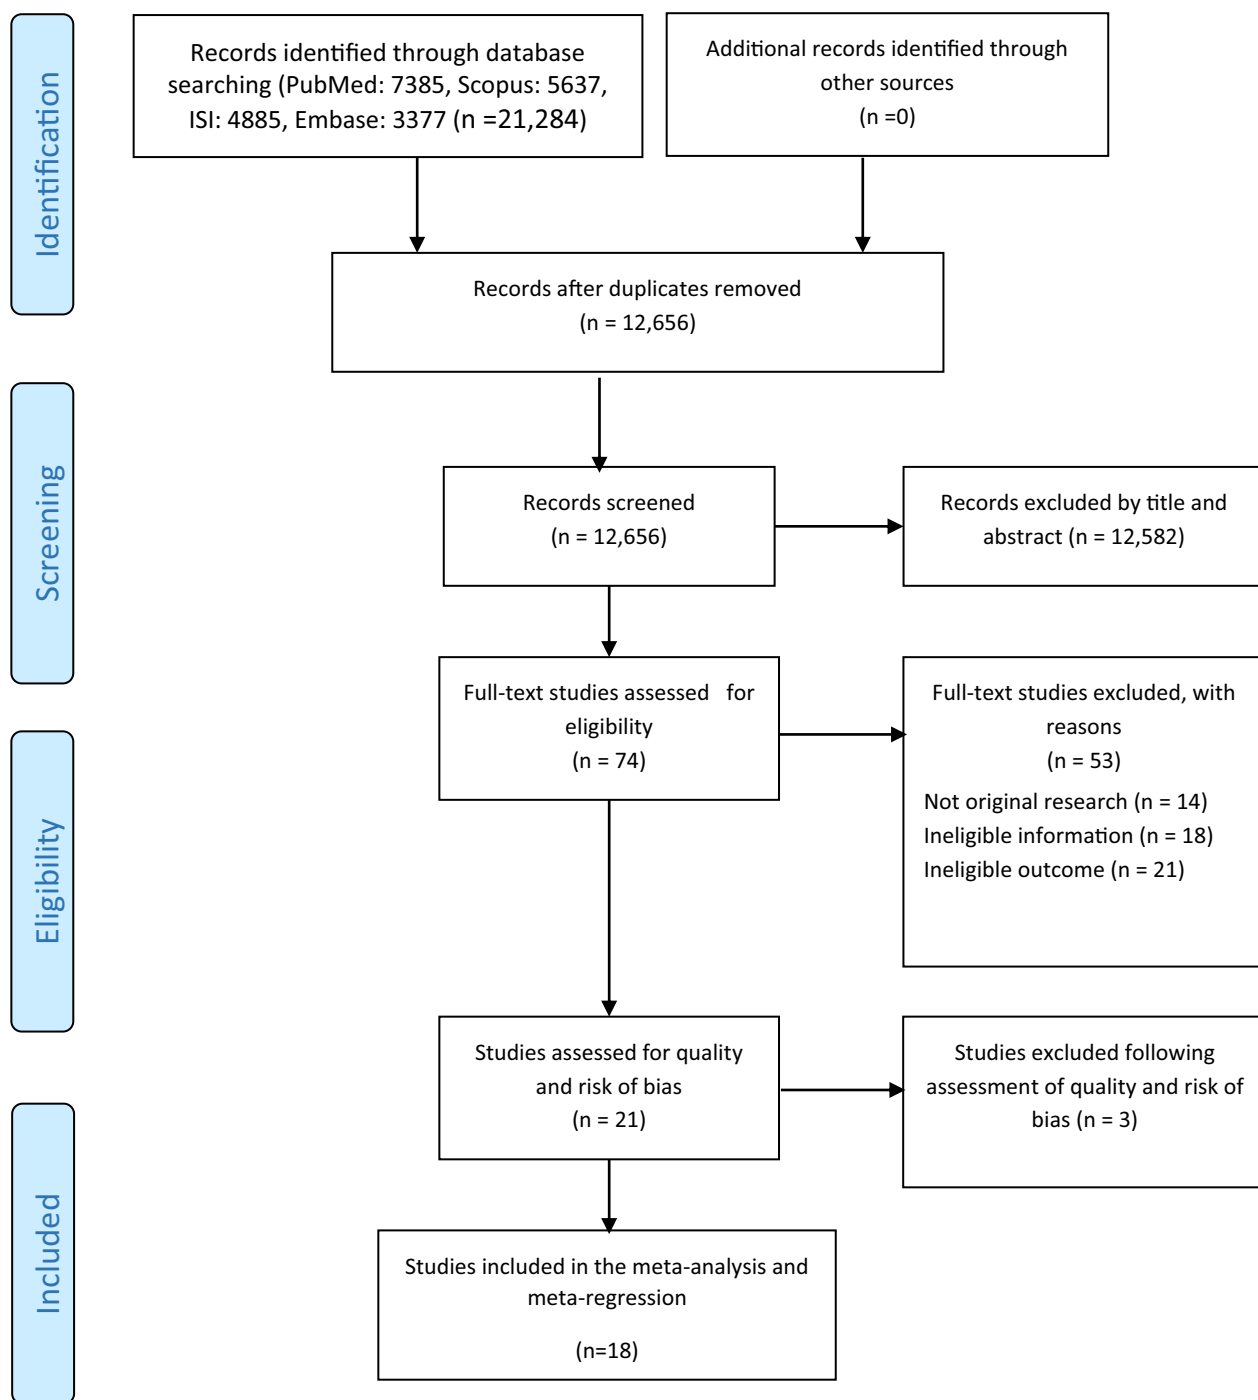 Identification
Records identified through database
searching (PubMed: 7385, Scopus: 5637,
ISI: 4885, Embase: 3377 (n =21,284)
Additional records identified through
other sources
(n =0)
Records after duplicates removed
(n = 12,656)
Screening
Records screened
(n = 12,656)
Records excluded by title and
abstract (n = 12,582)
Eligibility
Full-text studies assessed for
eligibility
(n = 74)
Full-text studies excluded, with
reasons
(n = 53)
Not original research (n = 14)
Ineligible information (n = 18)
Ineligible outcome (n = 21)
Studies assessed for quality
and risk of bias
(n = 21)
Studies excluded following
assessment of quality and risk of
bias (n = 3)
Included
Studies included in the meta-analysis and
meta-regression
(n=18)